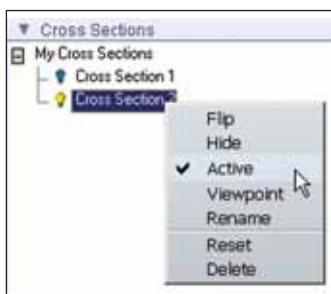 Cross Sections
My Cross Sections
Cross Section 1
Cross Section 2
Flip
Hide
Active
Viewpoint
Rename
Reset
Delete